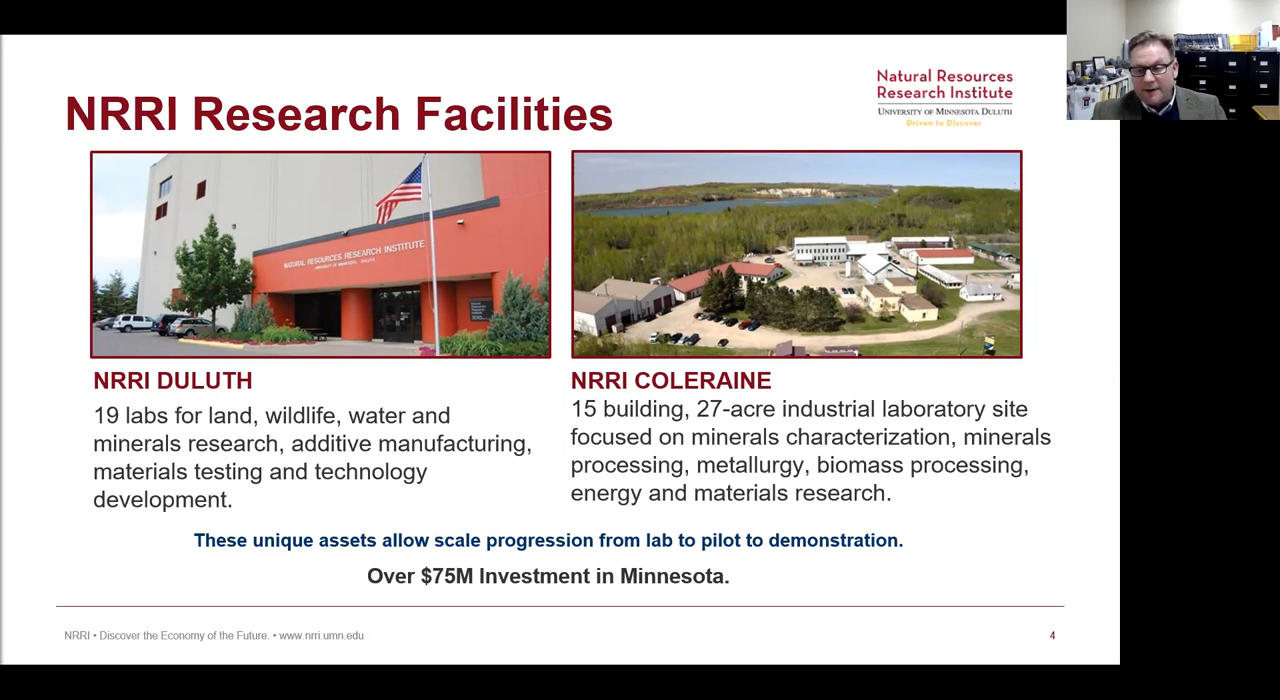 NRRI Research Facilities
Natural Resources
Research Institute
UNIVERSITY OF MINNESOTA DULUTH
Driven to Discover
NATURAL RESOURCES RESEARCH INSTITUTE
UNIVERSITY OF MINNESOTA, DULUTH
NRRI DULUTH
19 labs for land, wildlife, water and
minerals research, additive manufacturing,
materials testing and technology
development.
NRRI COLERAINE
15 building, 27-acre industrial laboratory site
focused on minerals characterization, minerals
processing, metallurgy, biomass processing,
energy and materials research.
These unique assets allow scale progression from lab to pilot to demonstration.
Over $75M Investment in Minnesota.
NRRI • Discover the Economy of the Future. • www.nrri.umn.edu
4